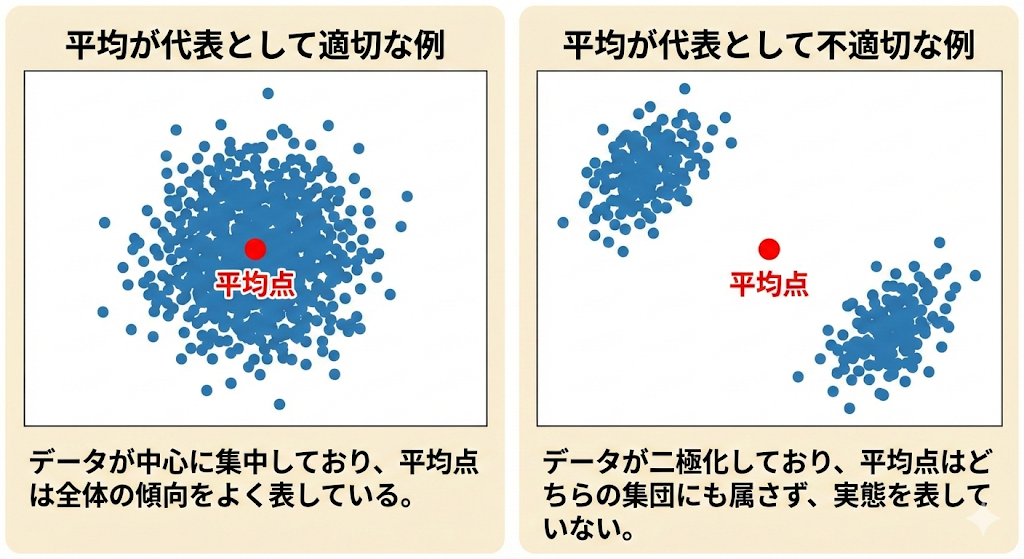 平均が代表として適切な例
平均点
データが中心に集中しており、平均点
は全体の傾向をよく表している。
平均が代表として不適切な例
平均点
データが二極化しており、平均点はど
ちらの集団にも属さず、実態を表して
いない。